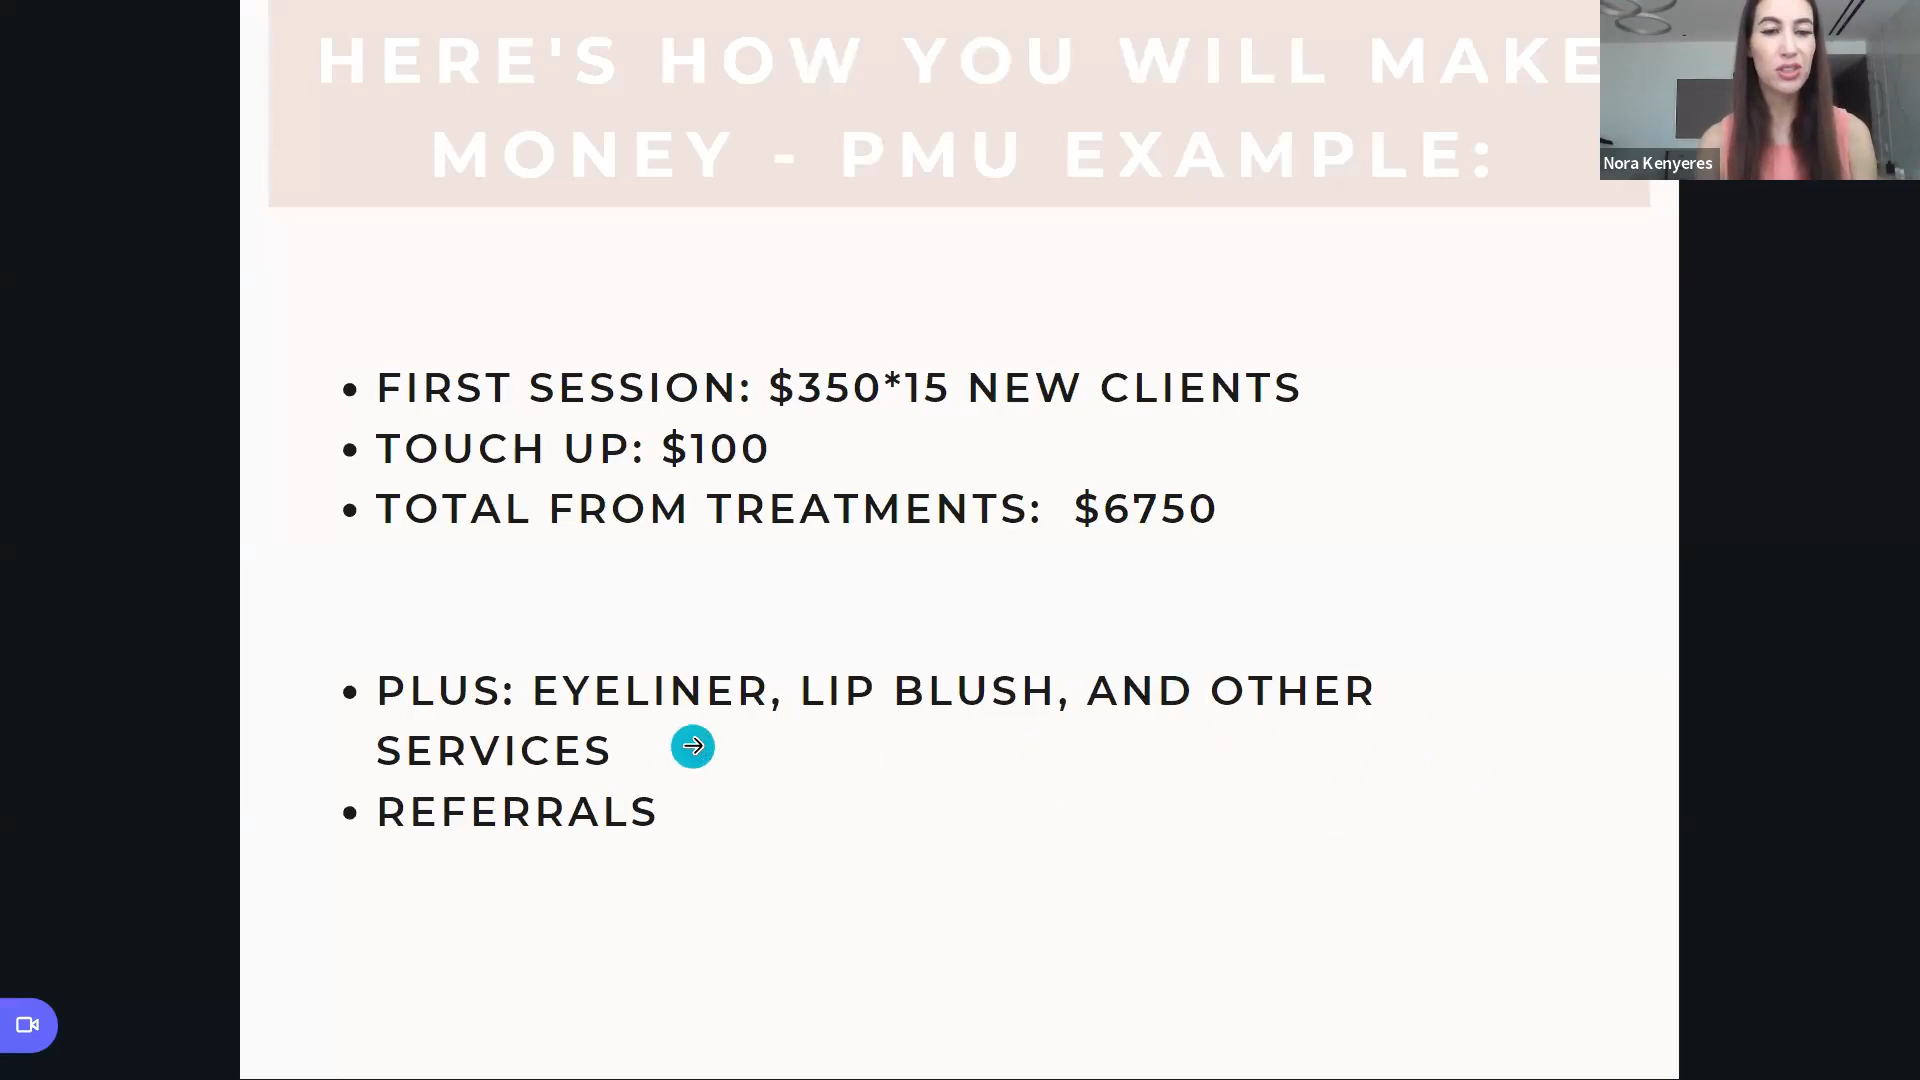 HERE'S HOW YOU WILL MAKE
MONEY - PMU EXAMPLE:
Nora Kenyeres
• FIRST SESSION: $350*15 NEW CLIENTS
• TOUCH UP: $100
• TOTAL FROM TREATMENTS: $6750
• PLUS: EYELINER, LIP BLUSH, AND OTHER
SERVICES
• REFERRALS